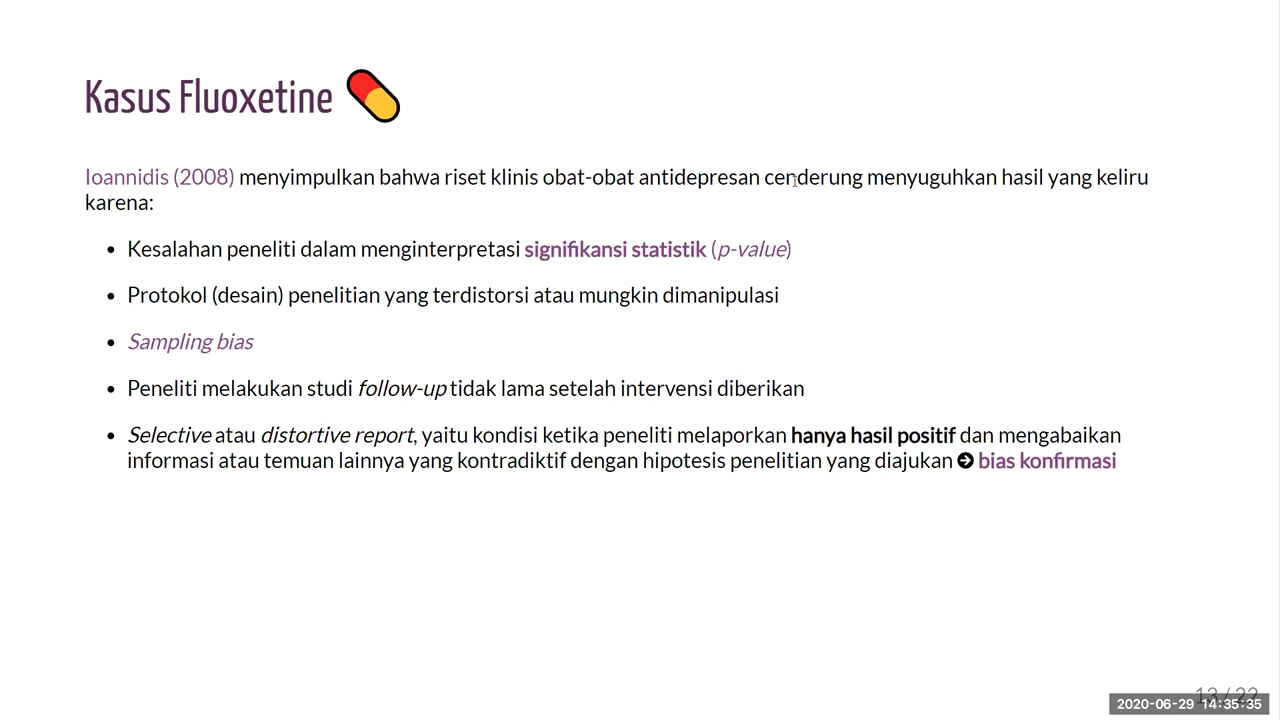 Kasus Fluoxetine
Ioannidis (2008) menyimpulkan bahwa riset klinis obat-obat antidepresan cenderung menyuguhkan hasil yang keliru
karena:
• Kesalahan peneliti dalam menginterpretasi signifikansi statistik (p-value)
• Protokol (desain) penelitian yang terdistorsi atau mungkin dimanipulasi
• Sampling bias
• Peneliti melakukan studi follow-up tidak lama setelah intervensi diberikan
• Selective atau distortive report, yaitu kondisi ketika peneliti melaporkan hanya hasil positif dan mengabaikan
informasi atau temuan lainnya yang kontradiktif dengan hipotesis penelitian yang diajukan ➔ bias konfirmasi
13 / 22
2020-06-29 14:35:35